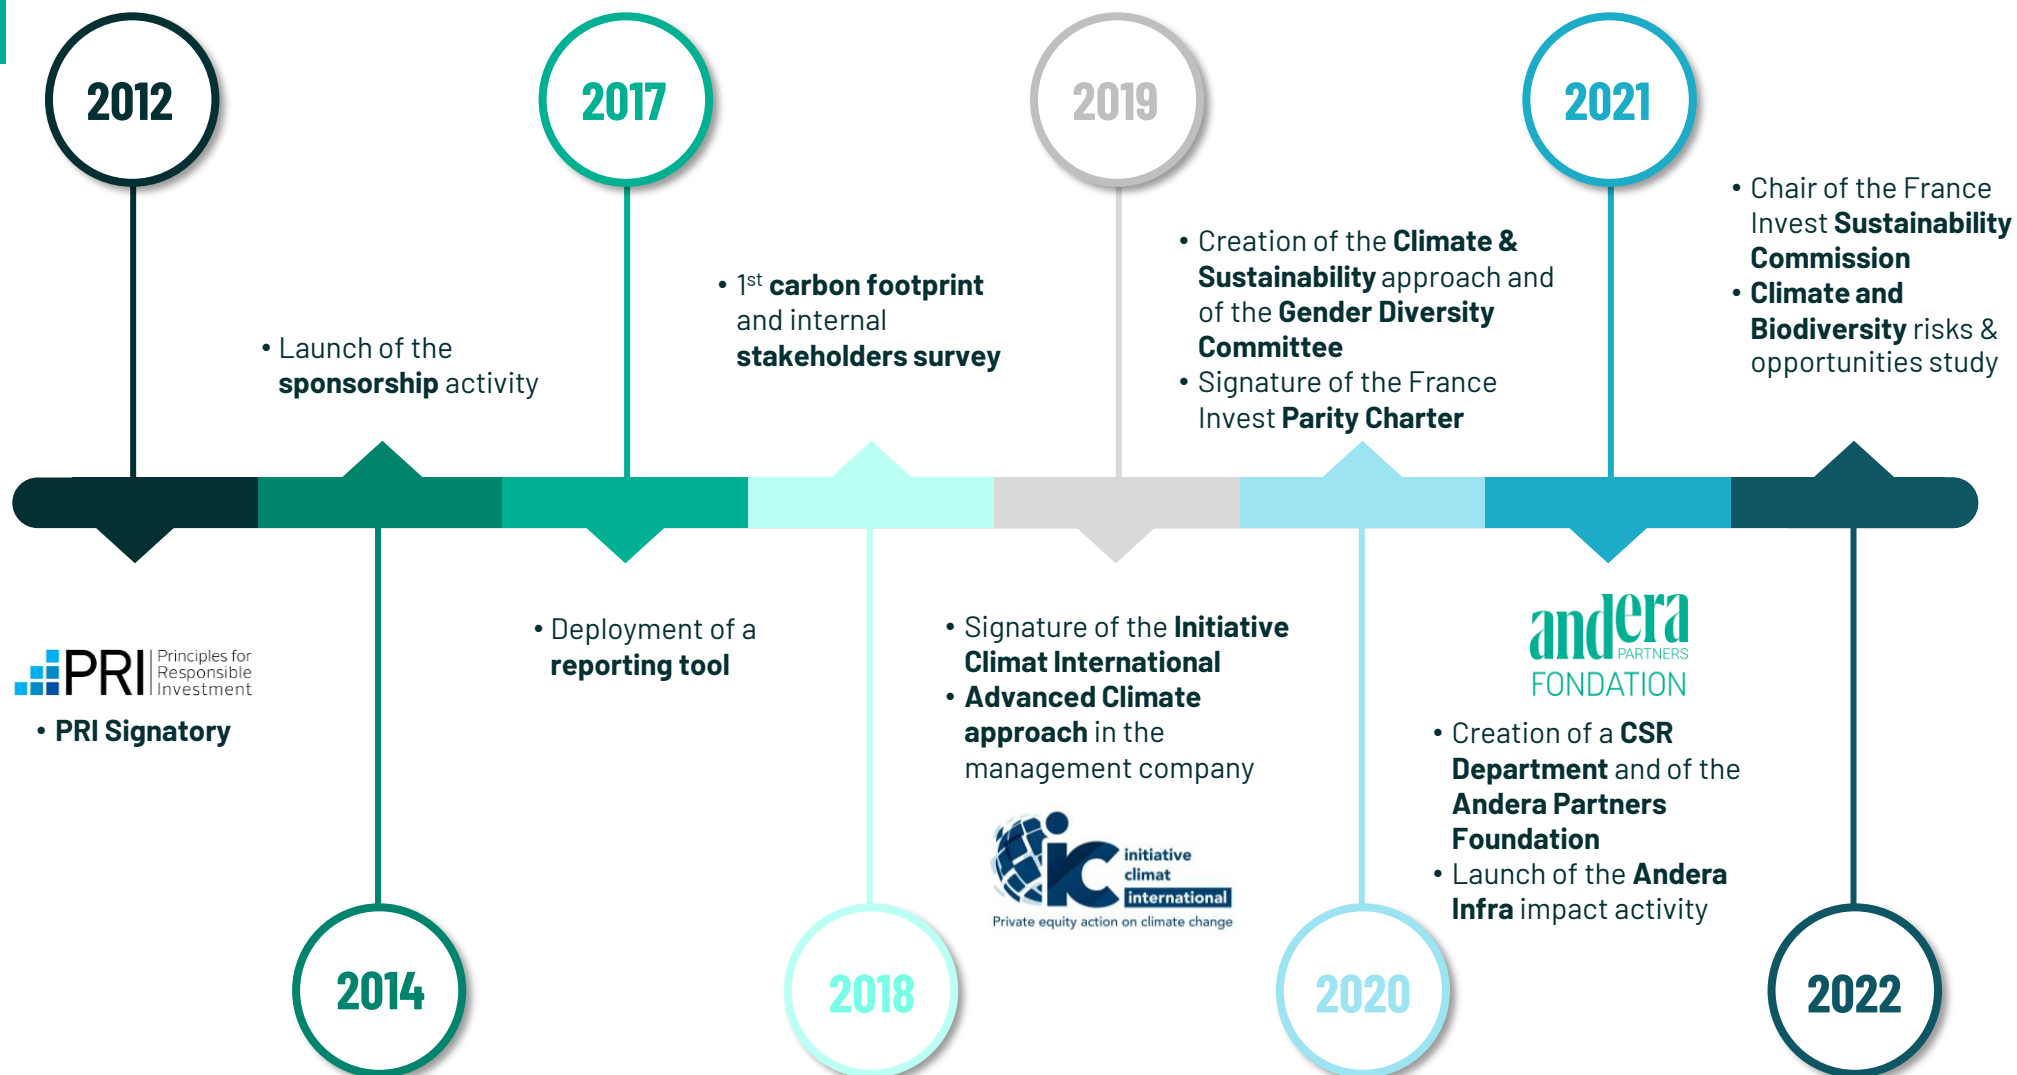 2012
2017
2019
2021
• Launch of the
sponsorship activity
• 1st carbon footprint
and internal
stakeholders survey
• Creation of the Climate &
Sustainability approach and
of the Gender Diversity
Committee
• Signature of the France
Invest Parity Charter
• Chair of the France
Invest Sustainability
Commission
• Climate and
Biodiversity risks &
opportunities study
PRI
Principles for
Responsible
Investment
• PRI Signatory
• Deployment of a
reporting tool
• Signature of the Initiative
Climat International
• Advanced Climate
approach in the
management company
iC
initiative
climat
international
Private equity action on climate change
andera
PARTNERS
FONDATION
• Creation of a CSR
Department and of the
Andera Partners
Foundation
• Launch of the Andera
Infra impact activity
2014
2018
2020
2022